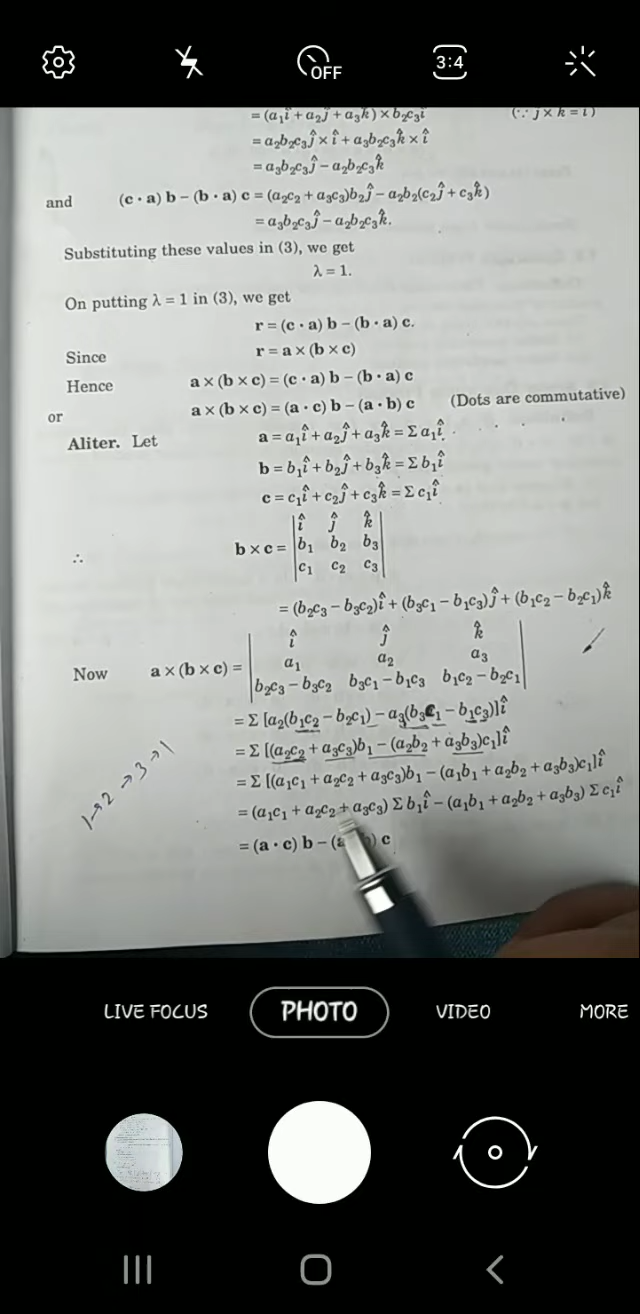 OFF
3:4
= (a₁î + a₂ĵ + a₃k̂) × b₂c₃î (∵ ĵ × k̂ = î)
= a₂b₂c₃ĵ × î + a₃b₂c₃k̂ × î
= a₃b₂c₃ĵ − a₂b₂c₃k̂
and (c · a) b − (b · a) c = (a₂c₂ + a₃c₃)b₂ĵ − a₂b₂(c₂ĵ + c₃k̂)
= a₃b₂c₃ĵ − a₂b₂c₃k̂.
Substituting these values in (3), we get
λ = 1.
On putting λ = 1 in (3), we get
r = (c · a) b − (b · a) c.
Since r = a × (b × c)
Hence a × (b × c) = (c · a) b − (b · a) c
or a × (b × c) = (a · c) b − (a · b) c (Dots are commutative)
Aliter. Let a = a₁î + a₂ĵ + a₃k̂ = Σ a₁î
b = b₁î + b₂ĵ + b₃k̂ = Σ b₁î
c = c₁î + c₂ĵ + c₃k̂ = Σ c₁î
î ĵ k̂
∴ b × c = b₁ b₂ b₃
c₁ c₂ c₃
= (b₂c₃ − b₃c₂)î + (b₃c₁ − b₁c₃)ĵ + (b₁c₂ − b₂c₁)k̂
î ĵ k̂
Now a × (b × c) = a₁ a₂ a₃
b₂c₃ − b₃c₂ b₃c₁ − b₁c₃ b₁c₂ − b₂c₁
= Σ [a₂(b₁c₂ − b₂c₁) − a₃(b₃c₁ − b₁c₃)]î
= Σ [(a₂c₂ + a₃c₃)b₁ − (a₂b₂ + a₃b₃)c₁]î
= Σ [(a₁c₁ + a₂c₂ + a₃c₃)b₁ − (a₁b₁ + a₂b₂ + a₃b₃)c₁]î
= (a₁c₁ + a₂c₂ + a₃c₃) Σ b₁î − (a₁b₁ + a₂b₂ + a₃b₃) Σ c₁î
= (a · c) b − (a b) c
1→2→3→1
LIVE FOCUS PHOTO VIDEO MORE